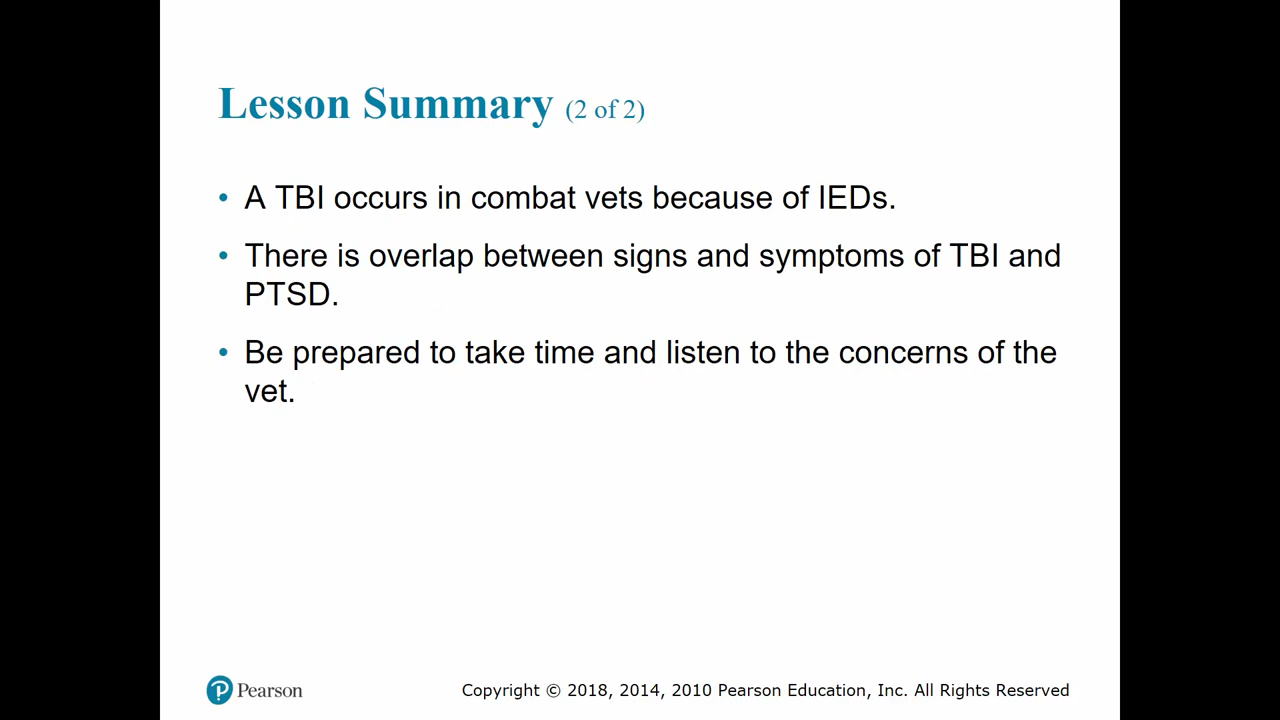 Lesson Summary (2 of 2)
• A TBI occurs in combat vets because of IEDs.
• There is overlap between signs and symptoms of TBI and
PTSD.
• Be prepared to take time and listen to the concerns of the
vet.
Pearson
Copyright © 2018, 2014, 2010 Pearson Education, Inc. All Rights Reserved